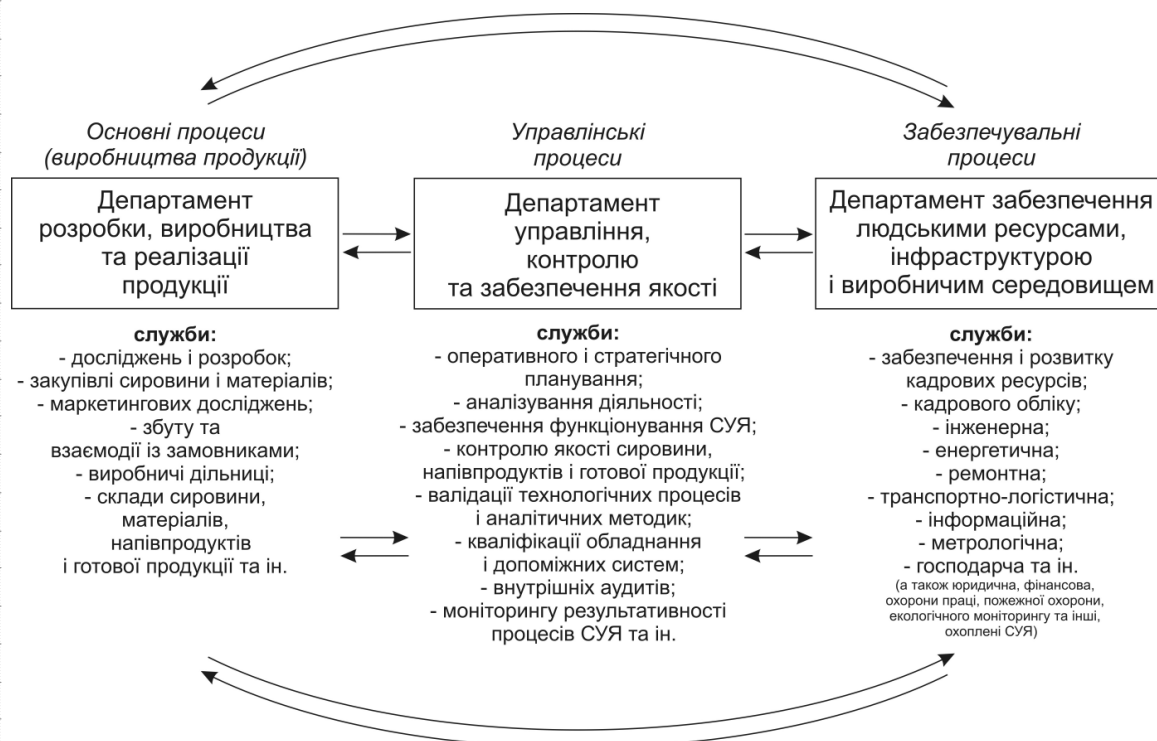 Основні процеси
(виробництва продукції)
Департамент
розробки, виробництва
та реалізації
продукції
служби:
- досліджень і розробок;
- закупівлі сировини і матеріалів;
- маркетингових досліджень;
- збуту та
взаємодії із замовниками;
- виробничі дільниці;
- склади сировини,
матеріалів,
напівпродуктів
і готової продукції та ін.
Управлінські
процеси
Департамент
управління,
контролю
та забезпечення якості
служби:
- оперативного і стратегічного
планування;
- аналізування діяльності;
- забезпечення функціонування СУЯ;
- контролю якості сировини,
напівпродуктів і готової продукції;
- валідації технологічних процесів
і аналітичних методик;
- кваліфікації обладнання
і допоміжних систем;
- внутрішніх аудитів;
- моніторингу результативності
процесів СУЯ та ін.
Забезпечувальні
процеси
Департамент забезпечення
людськими ресурсами,
інфраструктурою
і виробничим середовищем
служби:
- забезпечення і розвитку
кадрових ресурсів;
- кадрового обліку;
- інженерна;
- енергетична;
- ремонтна;
- транспортно-логістична;
- інформаційна;
- метрологічна;
- господарча та ін.
(а також юридична, фінансова,
охорони праці, пожежної охорони,
екологічного моніторингу та інші,
охоплені СУЯ)